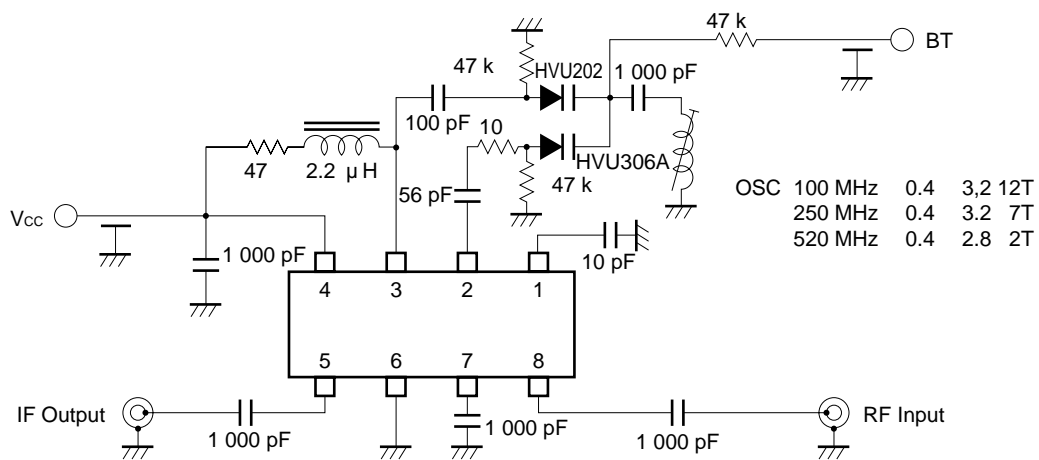 47 k
BT
47 k
HVU202
1 000 pF
100 pF
10
47
2.2 µ H
HVU306A
47 k
56 pF
OSC 100 MHz 0.4 3,2 12T
250 MHz 0.4 3.2 7T
520 MHz 0.4 2.8 2T
Vcc
1 000 pF
10 pF
4 3 2 1
5 6 7 8
IF Output
1 000 pF
1 000 pF
1 000 pF
RF Input